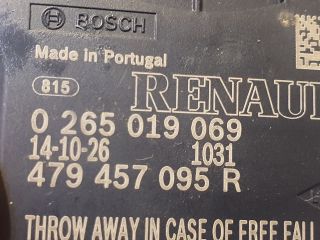 BOSCH
Made in Portugal
815
RENAU
0 265 019 069
14-10-26 1031
479 457 095 R
THROW AWAY IN CASE OF FREE FALL